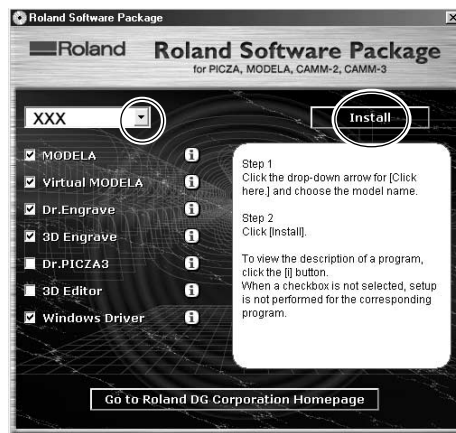 Roland Software Package
Roland
Roland Software Package
for PICZA, MODELA, CAMM-2, CAMM-3
XXX
Install
MODELA
Virtual MODELA
Dr.Engrave
3D Engrave
Dr.PICZA3
3D Editor
Windows Driver
Step 1
Click the drop-down arrow for [Click
here.] and choose the model name.
Step 2
Click [Install].
To view the description of a program,
click the [i] button.
When a checkbox is not selected, setup
is not performed for the corresponding
program.
Go to Roland DG Corporation Homepage